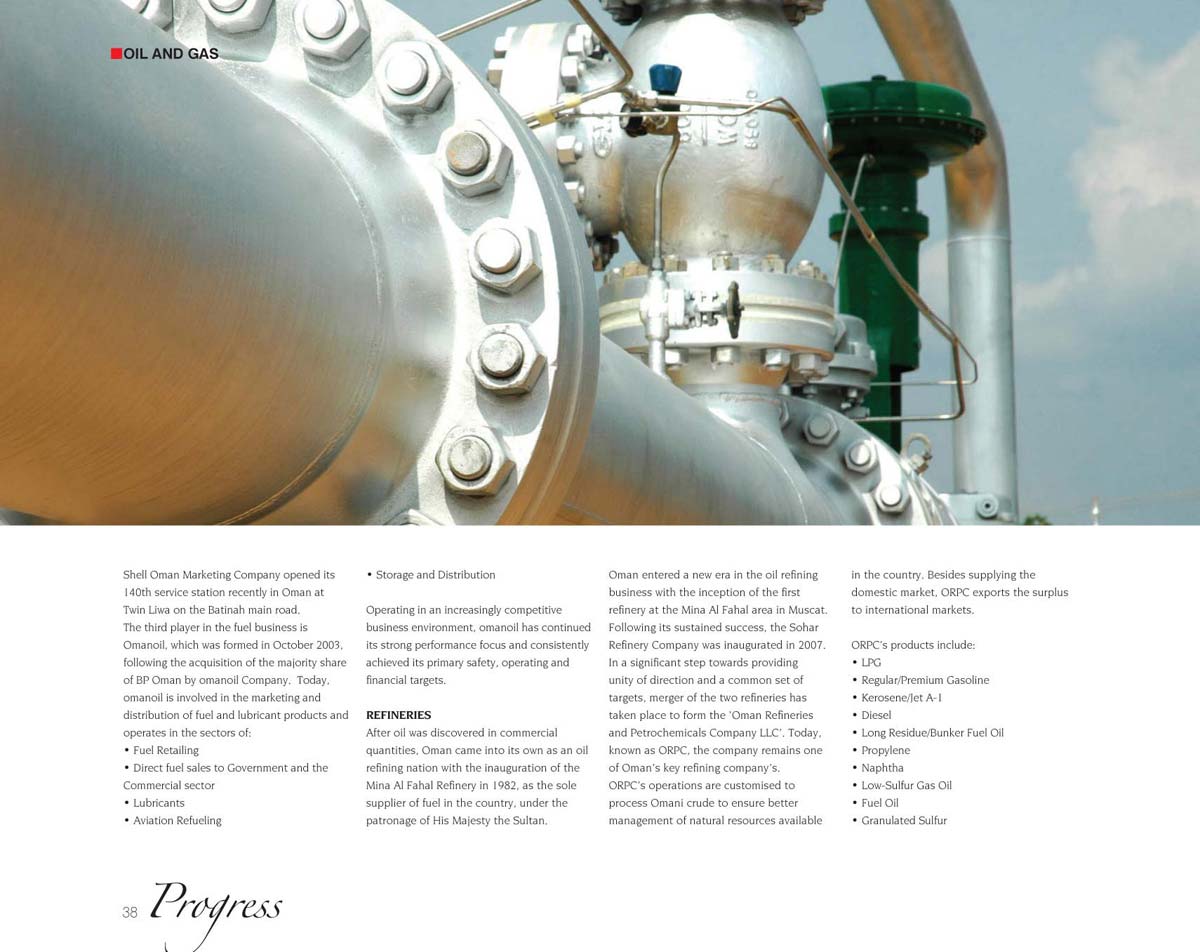 OIL AND GAS
Shell Oman Marketing Company opened its
140th service station recently in Oman at
Twin Liwa on the Batinah main road.
The third player in the fuel business is
Omanoil, which was formed in October 2003,
following the acquisition of the majority share
of BP Oman by omanoil Company.  Today,
omanoil is involved in the marketing and
distribution of fuel and lubricant products and
operates in the sectors of:
• Fuel Retailing
• Direct fuel sales to Government and the
Commercial sector
• Lubricants
• Aviation Refueling
• Storage and Distribution
Operating in an increasingly competitive
business environment, omanoil has continued
its strong performance focus and consistently
achieved its primary safety, operating and
financial targets.
REFINERIES
After oil was discovered in commercial
quantities, Oman came into its own as an oil
refining nation with the inauguration of the
Mina Al Fahal Refinery in 1982, as the sole
supplier of fuel in the country, under the
patronage of His Majesty the Sultan.
Oman entered a new era in the oil refining
business with the inception of the first
refinery at the Mina Al Fahal area in Muscat.
Following its sustained success, the Sohar
Refinery Company was inaugurated in 2007.
In a significant step towards providing
unity of direction and a common set of
targets, merger of the two refineries has
taken place to form the ‘Oman Refineries
and Petrochemicals Company LLC’. Today,
known as ORPC, the company remains one
of Oman’s key refining company’s.
ORPC’s operations are customised to
process Omani crude to ensure better
management of natural resources available
in the country. Besides supplying the
domestic market, ORPC exports the surplus
to international markets.
ORPC’s products include:
• LPG
• Regular/Premium Gasoline
• Kerosene/Jet A-1
• Diesel
• Long Residue/Bunker Fuel Oil
• Propylene
• Naphtha
• Low-Sulfur Gas Oil
• Fuel Oil
• Granulated Sulfur
38 Progress